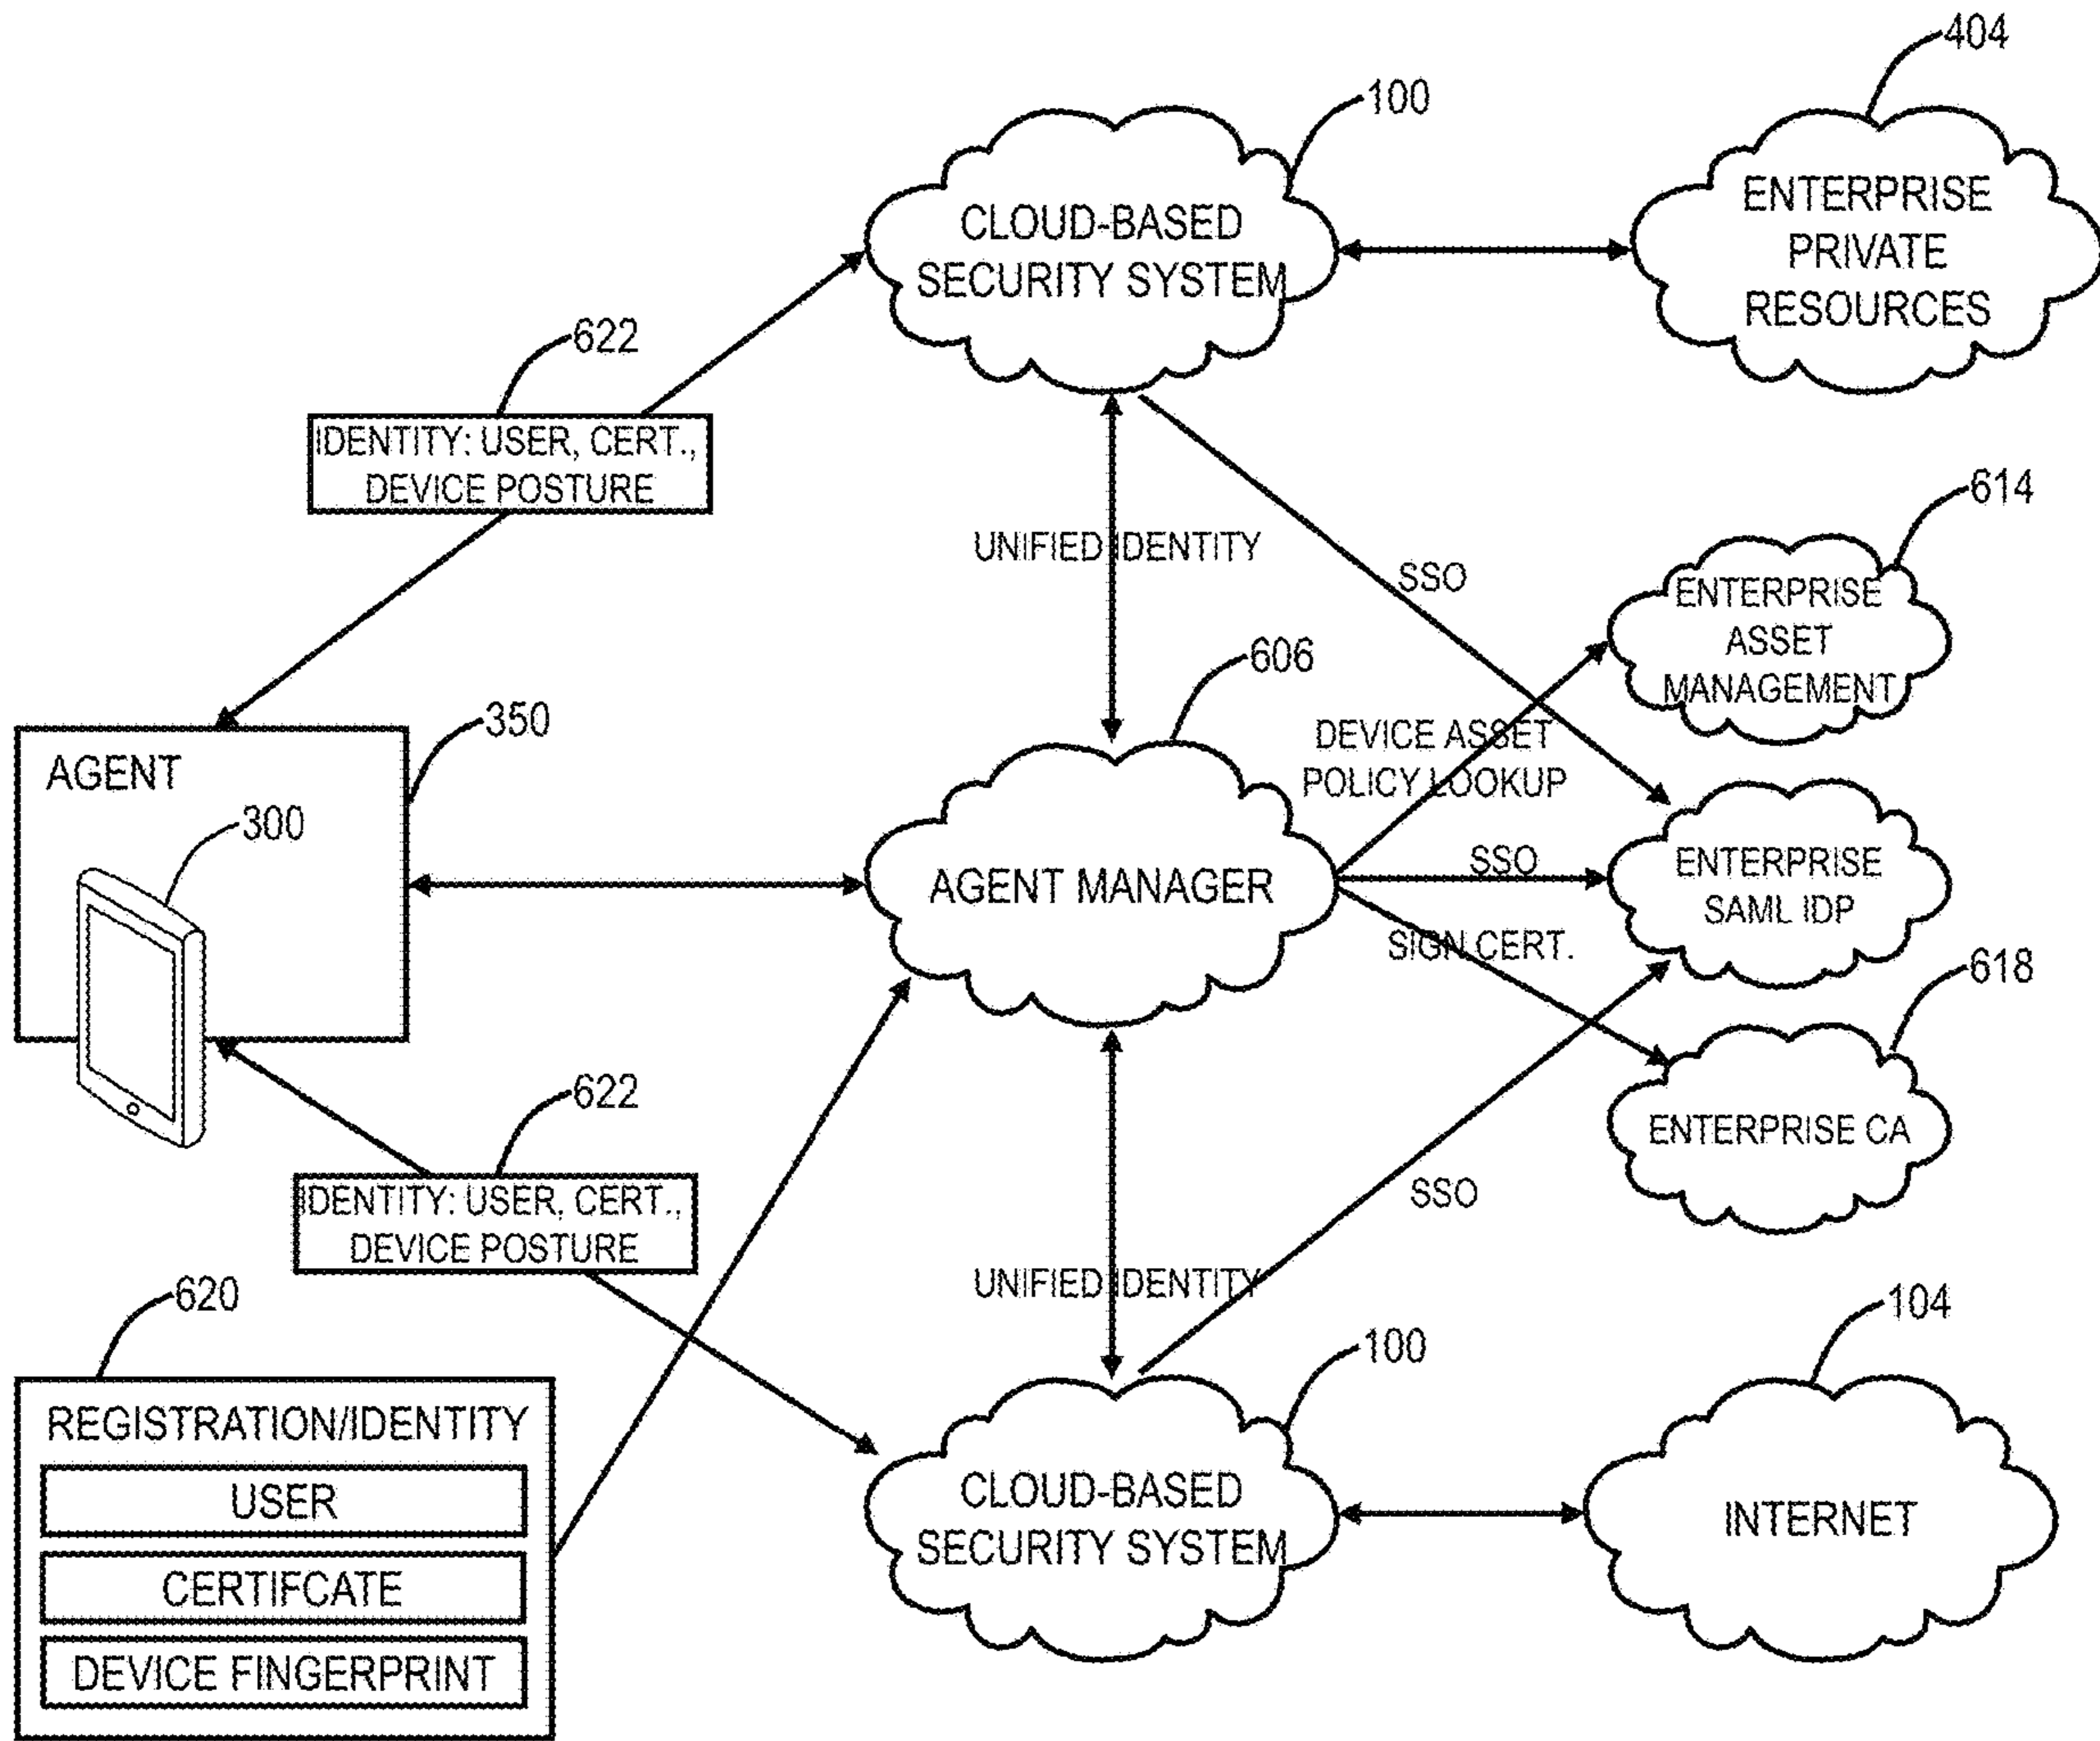 404
100
CLOUD-BASED
SECURITY SYSTEM
ENTERPRISE
PRIVATE
RESOURCES
622
IDENTITY: USER, CERT.,
DEVICE POSTURE
UNIFIED IDENTITY
SSO
614
ENTERPRISE
ASSET
MANAGEMENT
606
350
AGENT
300
DEVICE ASSET
POLICY LOOKUP
AGENT MANAGER
SSO
ENTERPRISE
SAML IDP
SIGN CERT.
618
622
ENTERPRISE CA
IDENTITY: USER, CERT.,
DEVICE POSTURE
SSO
UNIFIED IDENTITY
620
104
100
REGISTRATION/IDENTITY
USER
CERTIFCATE
DEVICE FINGERPRINT
CLOUD-BASED
SECURITY SYSTEM
INTERNET